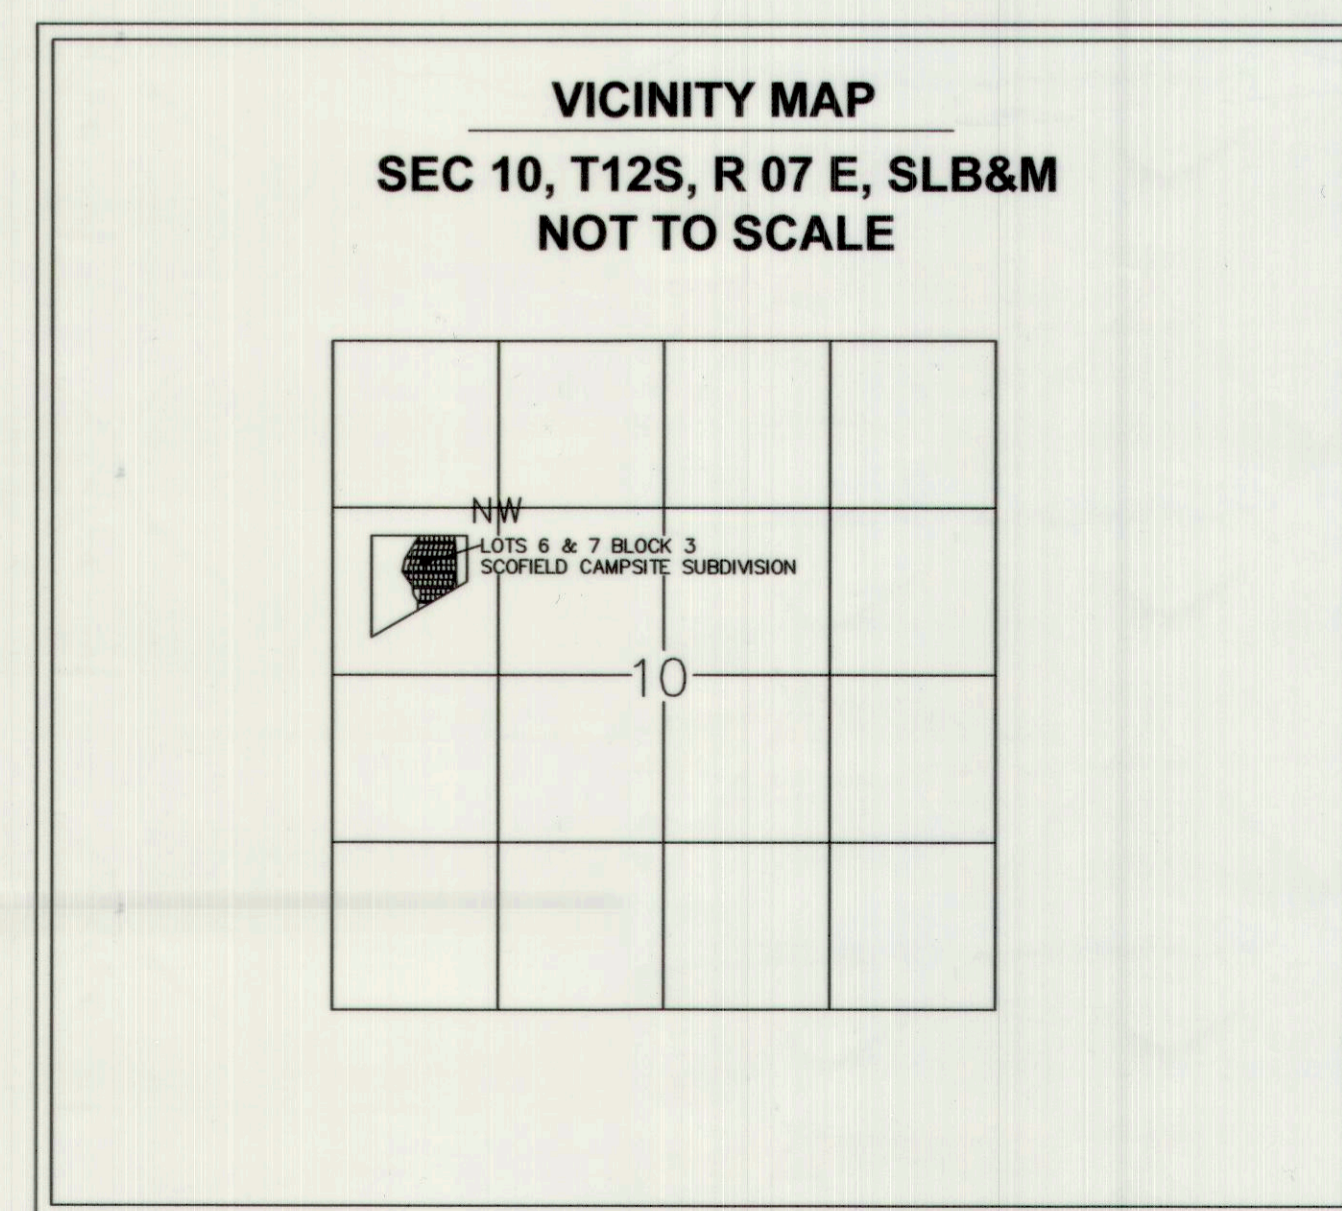 VICINITY MAP
SEC 10, T12S, R 07 E, SLB&M
NOT TO SCALE
NW
LOTS 6 & 7 BLOCK 3
SCOFIELD CAMPSITE SUBDIVISION
10